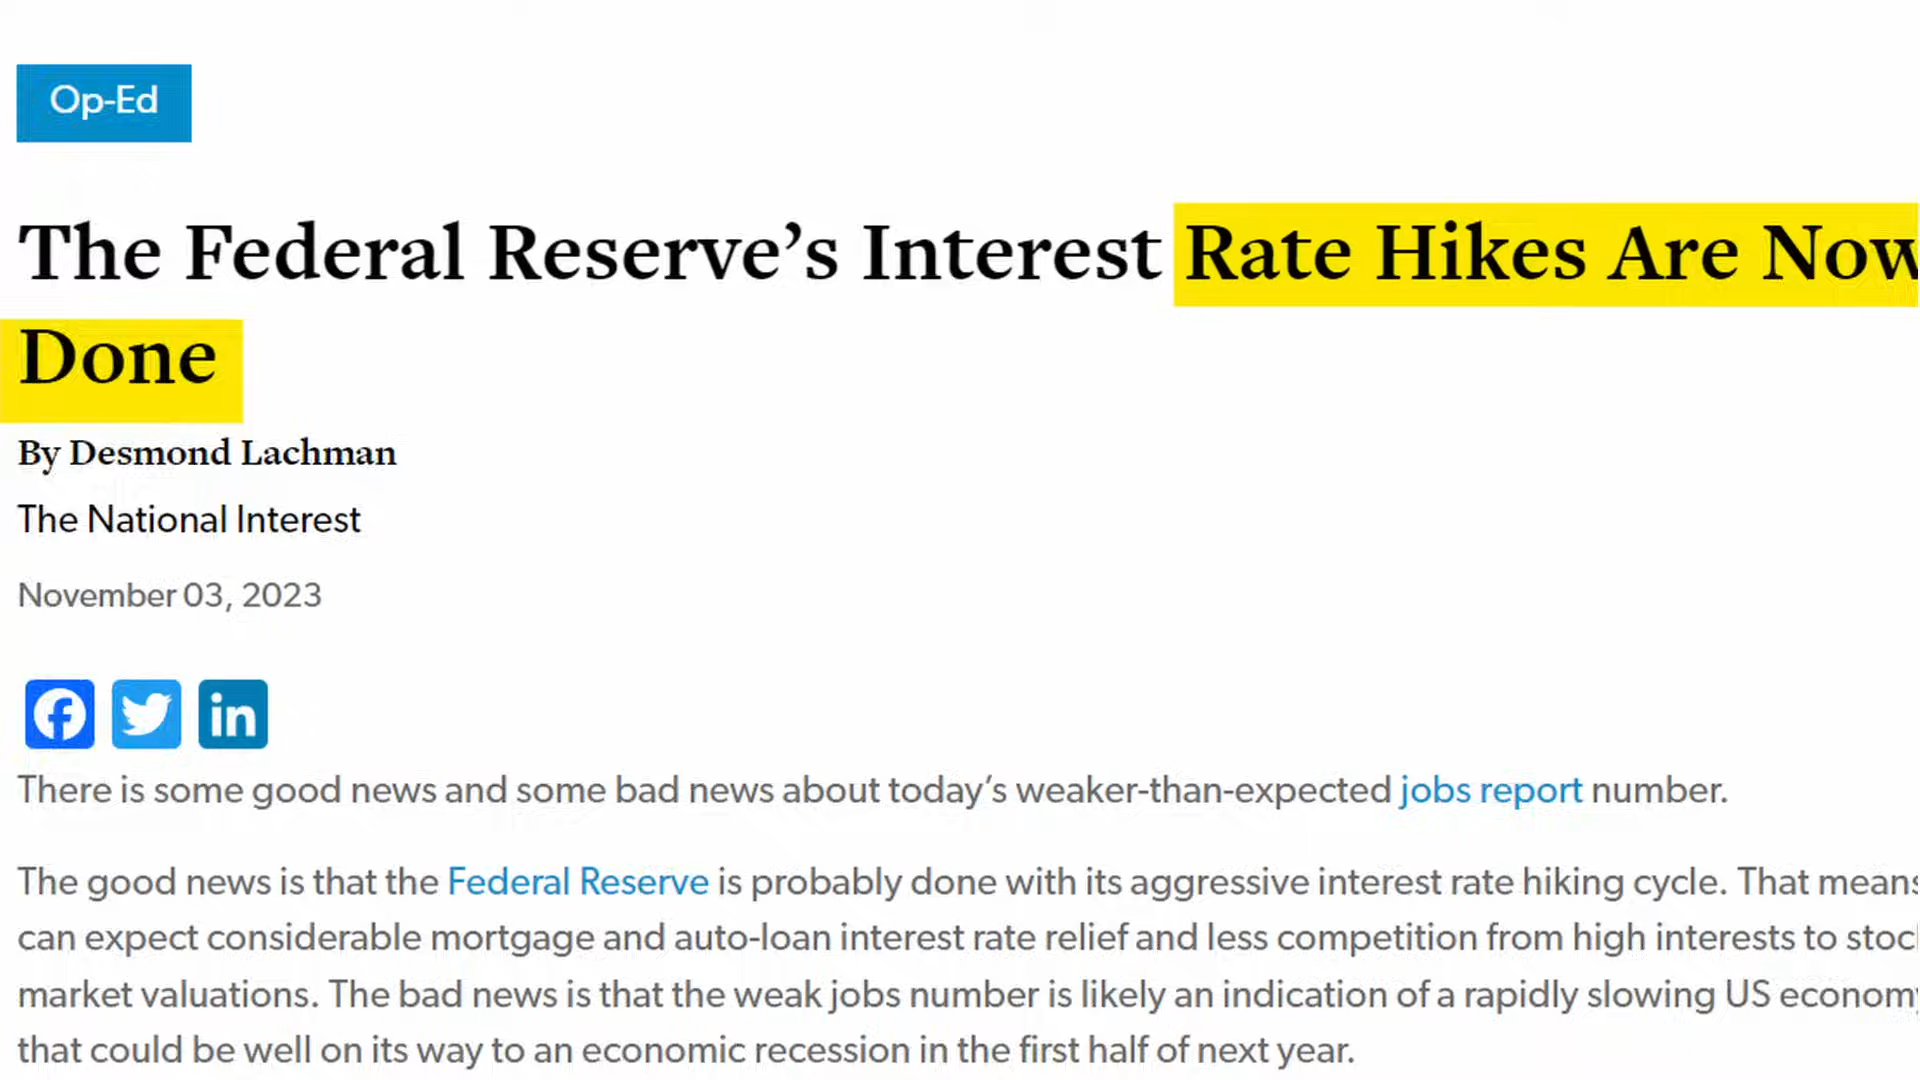 Op-Ed
The Federal Reserve’s Interest Rate Hikes Are Now
Done
By Desmond Lachman
The National Interest
November 03, 2023
There is some good news and some bad news about today’s weaker-than-expected jobs report number.
The good news is that the Federal Reserve is probably done with its aggressive interest rate hiking cycle. That means
can expect considerable mortgage and auto-loan interest rate relief and less competition from high interests to stock
market valuations. The bad news is that the weak jobs number is likely an indication of a rapidly slowing US economy
that could be well on its way to an economic recession in the first half of next year.